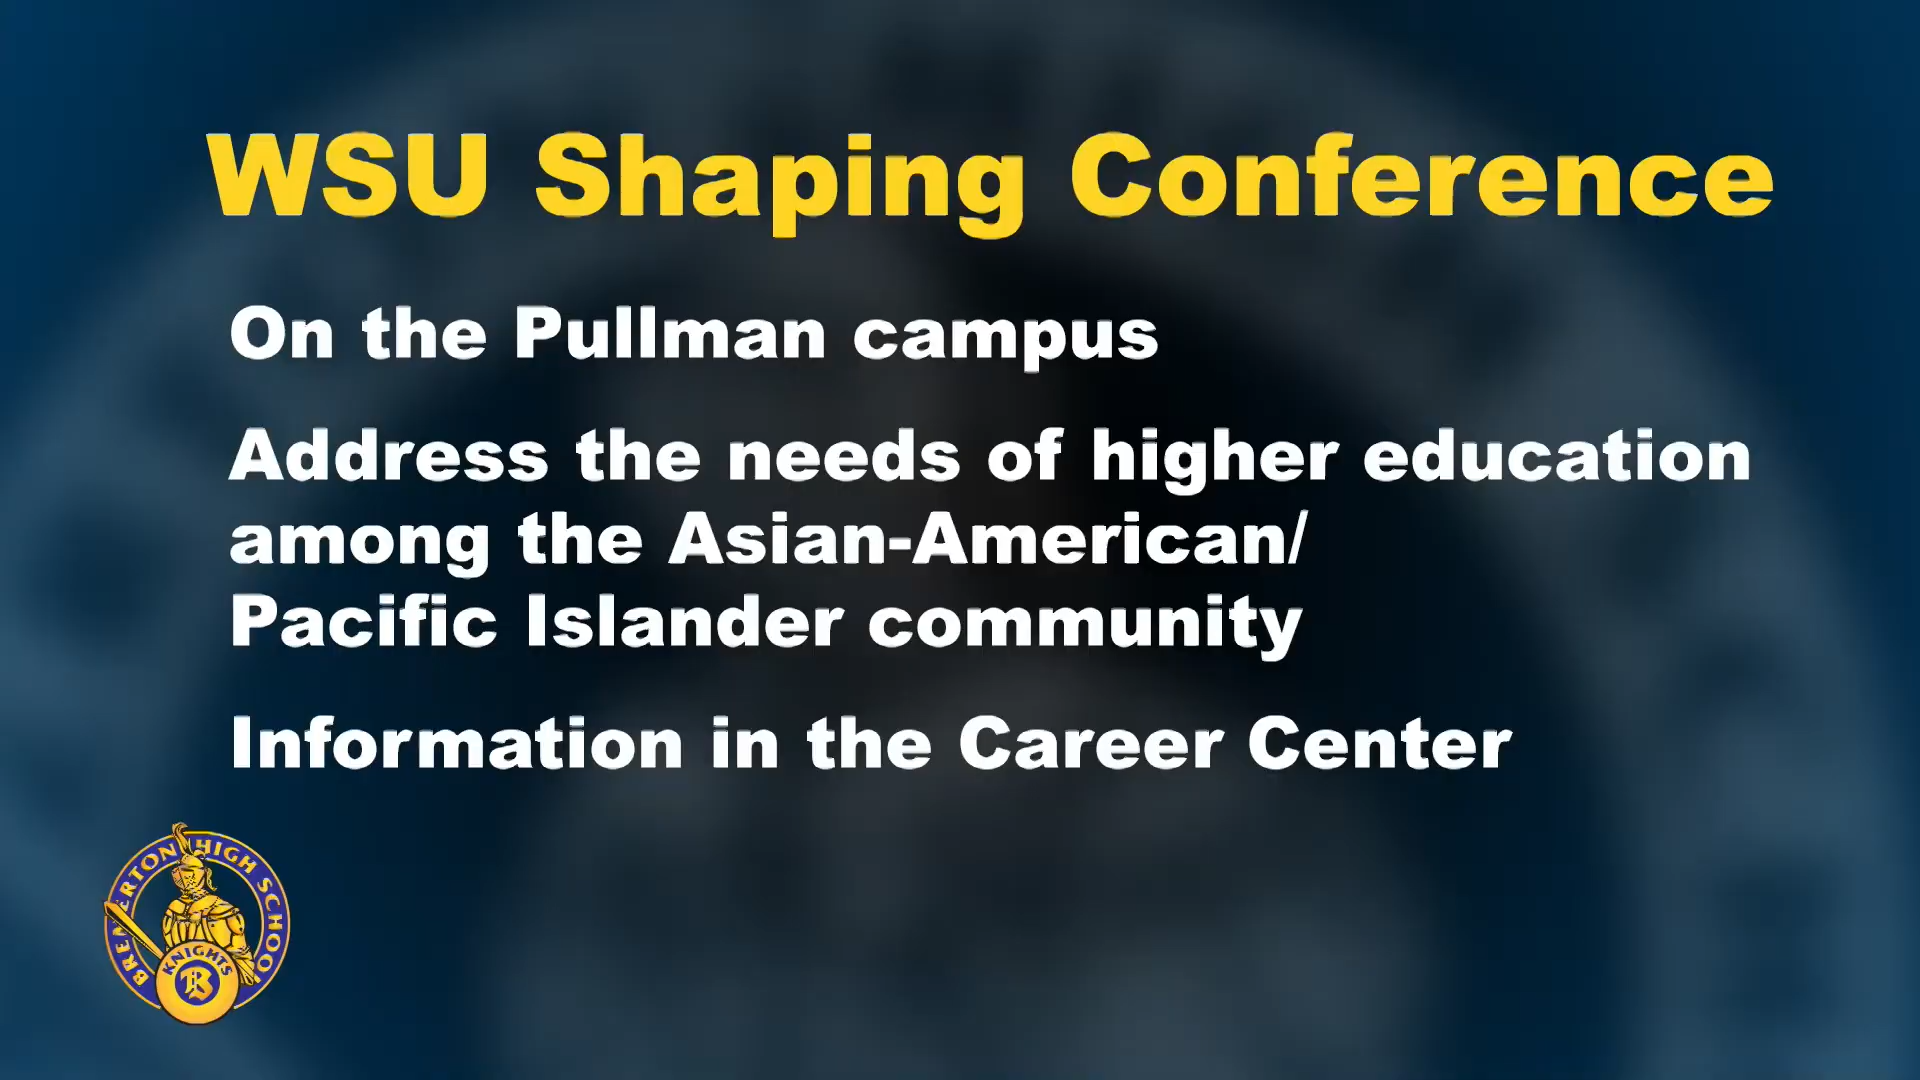 WSU Shaping Conference
On the Pullman campus
Address the needs of higher education
among the Asian-American/
Pacific Islander community
Information in the Career Center
BREMERTON HIGH SCHOOL
KNIGHTS
B